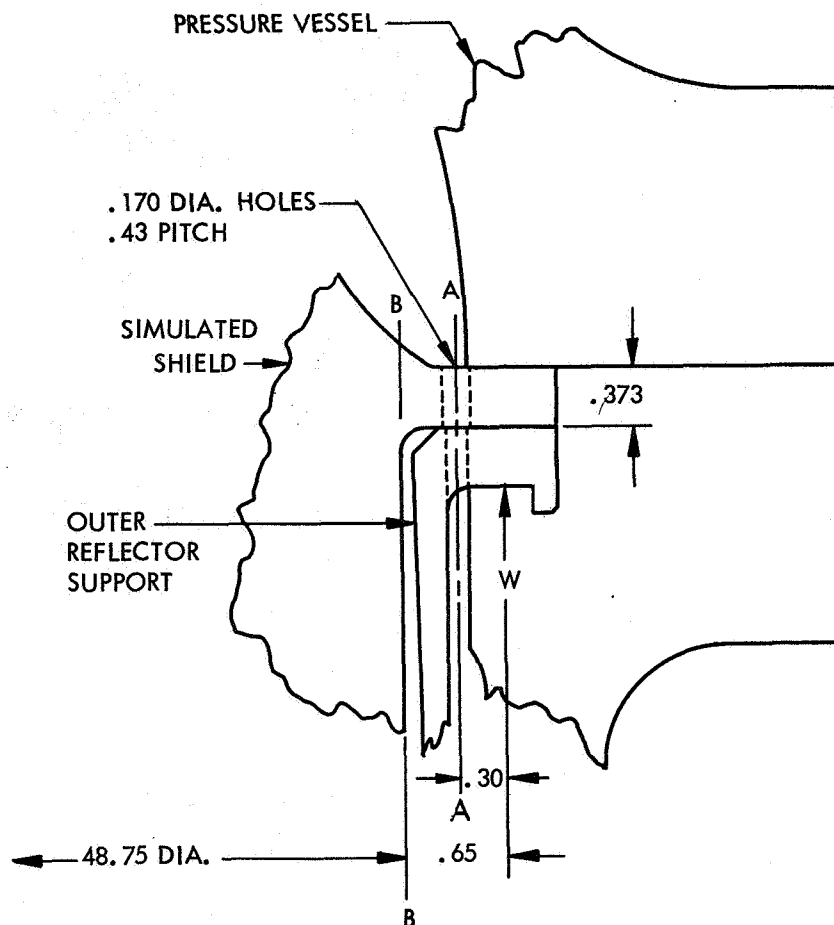 PRESSURE VESSEL
.170 DIA. HOLES
.43 PITCH
B
A
SIMULATED
SHIELD
.373
OUTER
REFLECTOR
SUPPORT
W
.30
A
48.75 DIA.
.65
B